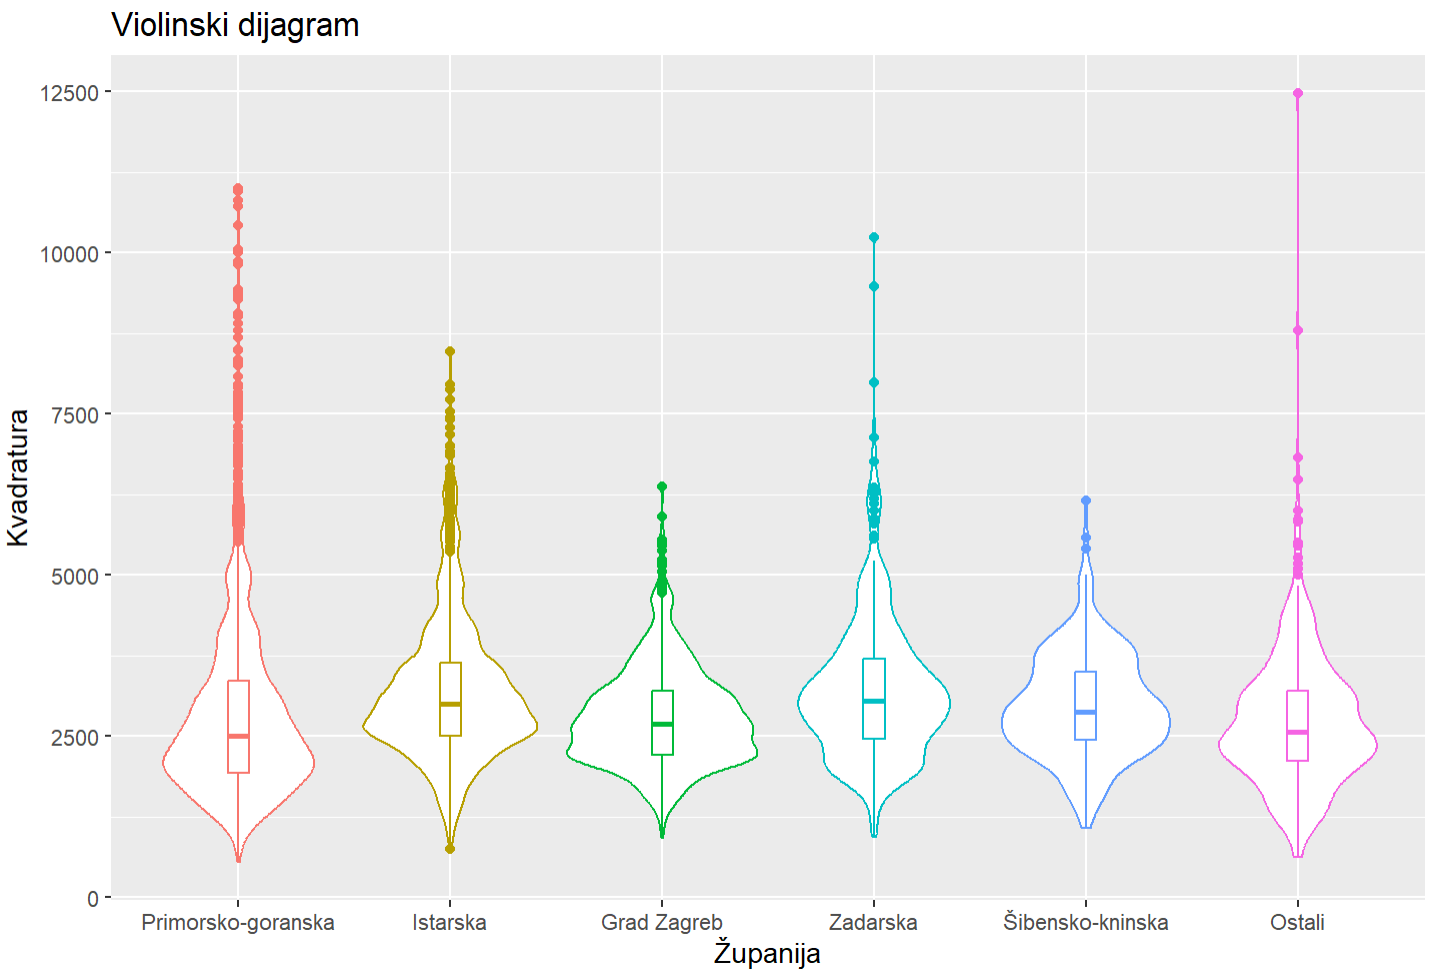 Violinski dijagram
Kvadratura
12500
10000
7500
5000
2500
0
Primorsko-goranska Istarska Grad Zagreb Zadarska Šibensko-kninska Ostali
Županija